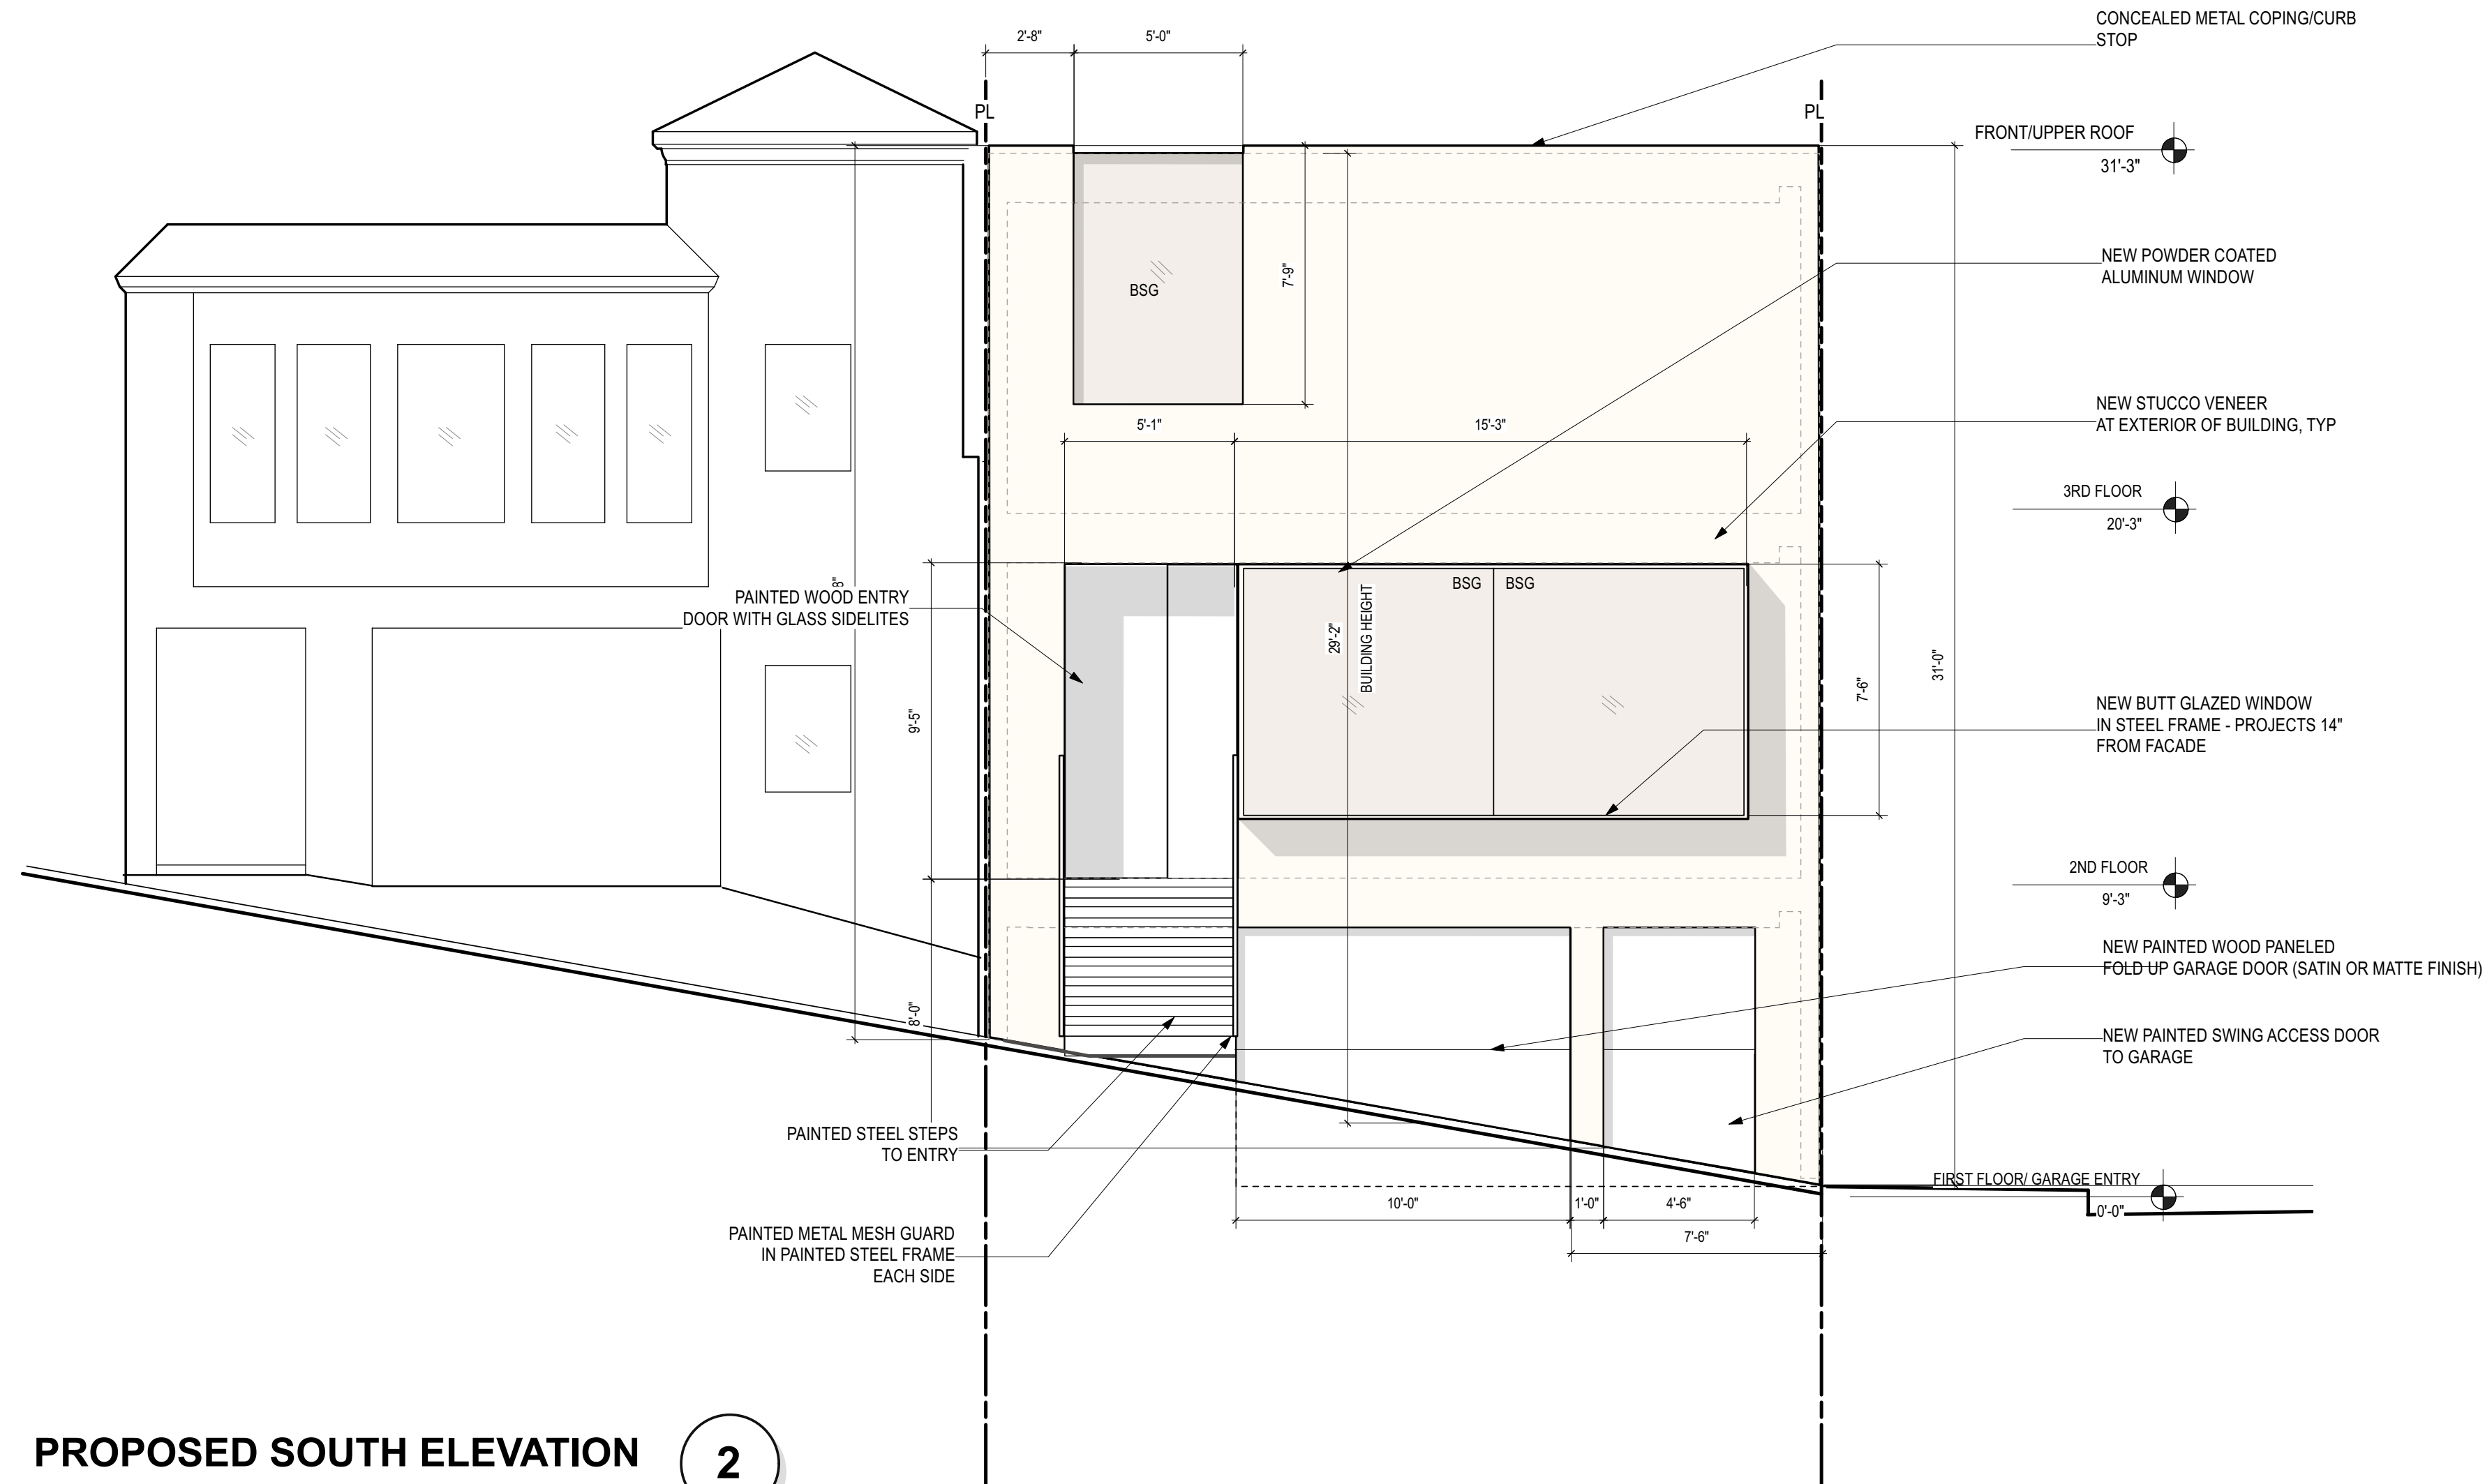 CONCEALED METAL COPING/CURB
STOP
2'-8"
5'-0"
PL
PL
FRONT/UPPER ROOF
31'-3"
NEW POWDER COATED
ALUMINUM WINDOW
7'-9"
BSG
NEW STUCCO VENEER
AT EXTERIOR OF BUILDING, TYP
5'-1"
15'-3"
3RD FLOOR
20'-3"
8"
PAINTED WOOD ENTRY
DOOR WITH GLASS SIDELITES
BSG
BSG
29'-2"
BUILDING HEIGHT
31'-0"
7'-6"
9'-5"
NEW BUTT GLAZED WINDOW
IN STEEL FRAME - PROJECTS 14"
FROM FACADE
2ND FLOOR
9'-3"
NEW PAINTED WOOD PANELED
FOLD UP GARAGE DOOR (SATIN OR MATTE FINISH)
8'-0"
NEW PAINTED SWING ACCESS DOOR
TO GARAGE
PAINTED STEEL STEPS
TO ENTRY
FIRST FLOOR/ GARAGE ENTRY
0'-0"
10'-0"
1'-0"
4'-6"
7'-6"
PAINTED METAL MESH GUARD
IN PAINTED STEEL FRAME
EACH SIDE
PROPOSED SOUTH ELEVATION
2